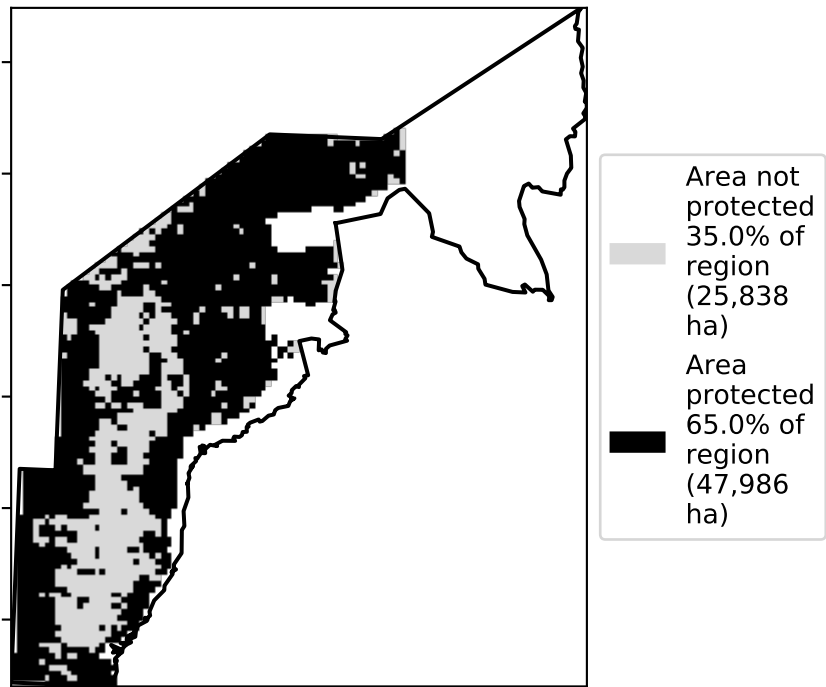 Area not
protected
35.0% of
region
(25,838
ha)
Area
protected
65.0% of
region
(47,986
ha)